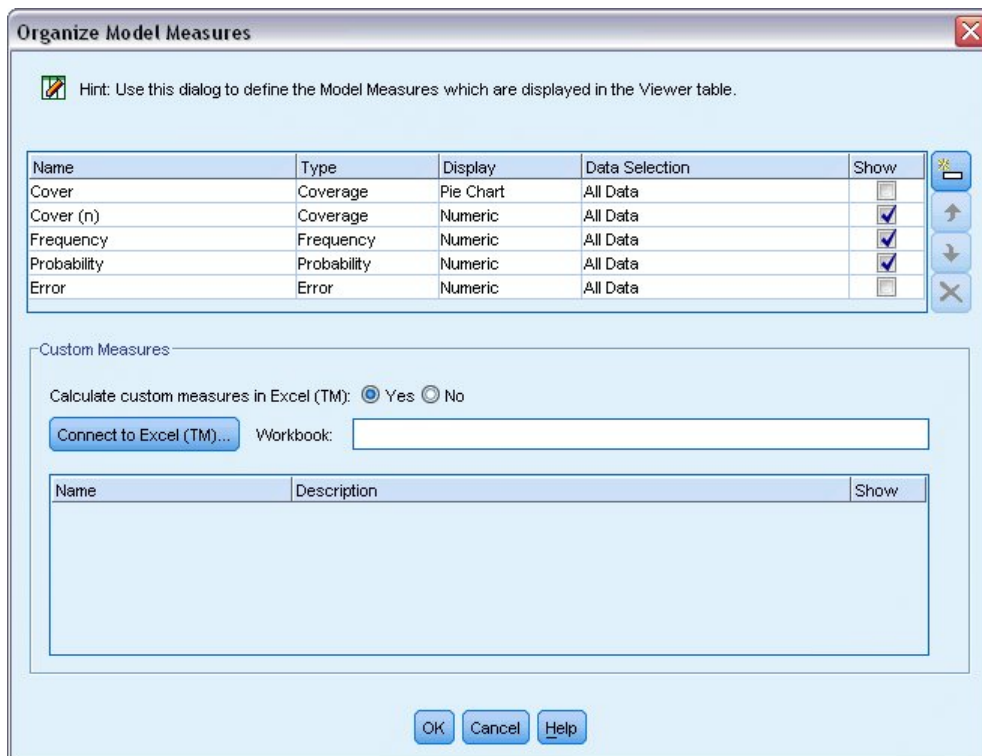 Organize Model Measures
Hint: Use this dialog to define the Model Measures which are displayed in the Viewer table.
Name Type Display Data Selection Show
Cover Coverage Pie Chart All Data
Cover (n) Coverage Numeric All Data
Frequency Frequency Numeric All Data
Probability Probability Numeric All Data
Error Error Numeric All Data
Custom Measures
Calculate custom measures in Excel (TM): Yes No
Connect to Excel (TM)... Workbook:
Name Description Show
OK Cancel Help